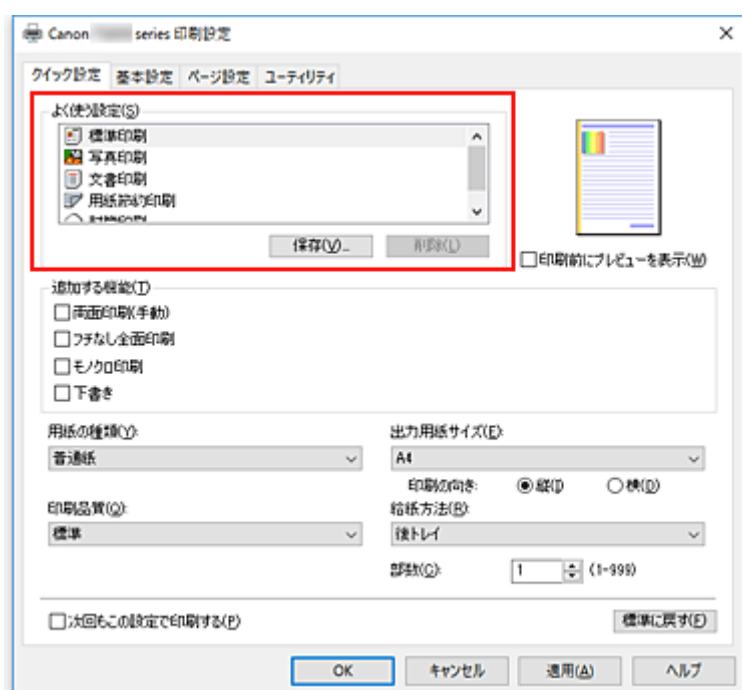 Canon series 印刷設定
クイック設定 基本設定 ページ設定 ユーティリティ
よく使う設定(S)
標準印刷
写真印刷
文書印刷
用紙節約印刷
保存(V)... 削除(L)
印刷前にプレビューを表示(W)
追加する機能(T)
両面印刷(手動)
フチなし全面印刷
モノクロ印刷
下書き
用紙の種類(Y): 出力用紙サイズ(E):
普通紙 A4
印刷の向き: 縦(I) 横(D)
印刷品質(Q): 給紙方法(R):
標準 後トレイ
部数(C): 1 (1-999)
次回もこの設定で印刷する(P) 標準に戻す(F)
OK キャンセル 適用(A) ヘルプ